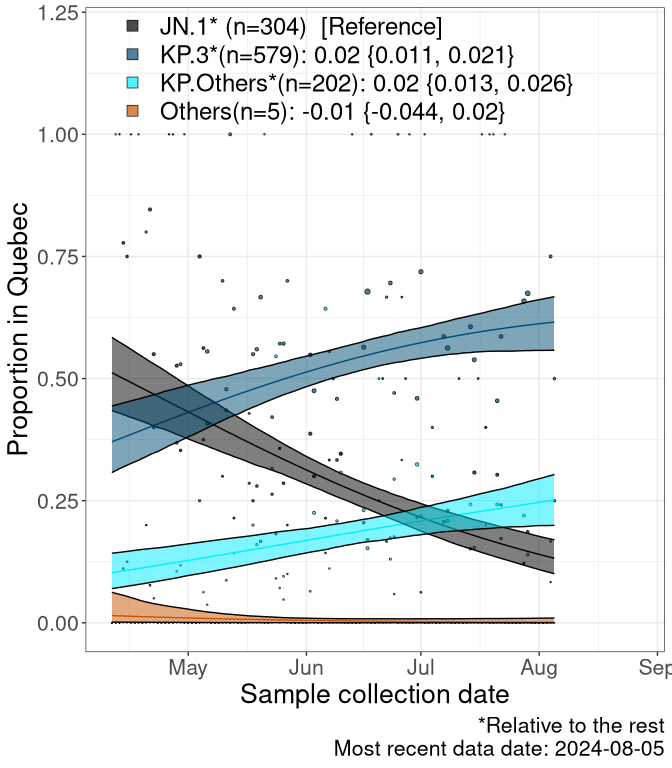 1.25
JN.1* (n=304)  [Reference]
KP.3*(n=579): 0.02 {0.011, 0.021}
KP.Others*(n=202): 0.02 {0.013, 0.026}
Others(n=5): -0.01 {-0.044, 0.02}
1.00
0.75
Proportion in Quebec
0.50
0.25
0.00
May Jun Jul Aug Sep
Sample collection date
*Relative to the rest
Most recent data date: 2024-08-05